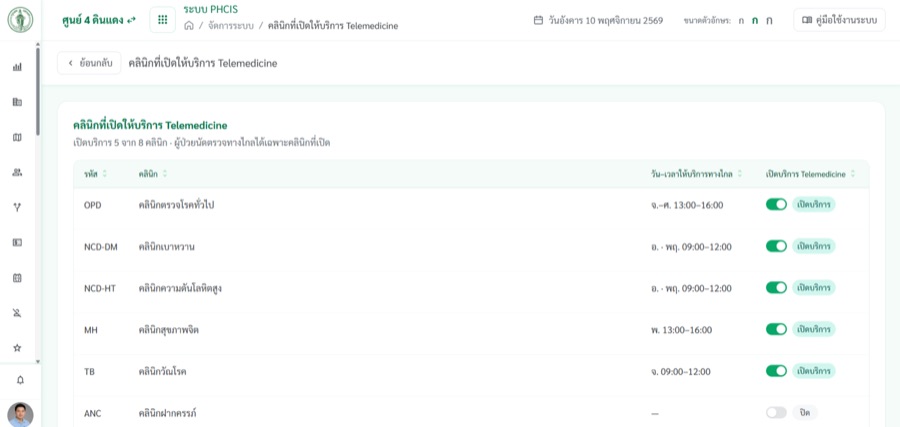 ศูนย์ 4 ดินแดง
ระบบ PHCIS
/ จัดการระบบ / คลินิกที่เปิดให้บริการ Telemedicine
วันอังคาร 10 พฤศจิกายน 2569
ขนาดตัวอักษร: ก ก ก
คู่มือใช้งานระบบ
ย้อนกลับ คลินิกที่เปิดให้บริการ Telemedicine
คลินิกที่เปิดให้บริการ Telemedicine
เปิดบริการ 5 จาก 8 คลินิก · ผู้ป่วยนัดตรวจทางไกลได้เฉพาะคลินิกที่เปิด
รหัส คลินิก วัน-เวลาให้บริการทางไกล เปิดบริการ Telemedicine
OPD คลินิกตรวจโรคทั่วไป จ.–ศ. 13:00–16:00 เปิดบริการ
NCD-DM คลินิกเบาหวาน อ. · พฤ. 09:00–12:00 เปิดบริการ
NCD-HT คลินิกความดันโลหิตสูง อ. · พฤ. 09:00–12:00 เปิดบริการ
MH คลินิกสุขภาพจิต พ. 13:00–16:00 เปิดบริการ
TB คลินิกวัณโรค จ. 09:00–12:00 เปิดบริการ
ANC คลินิกฝากครรภ์ — ปิด